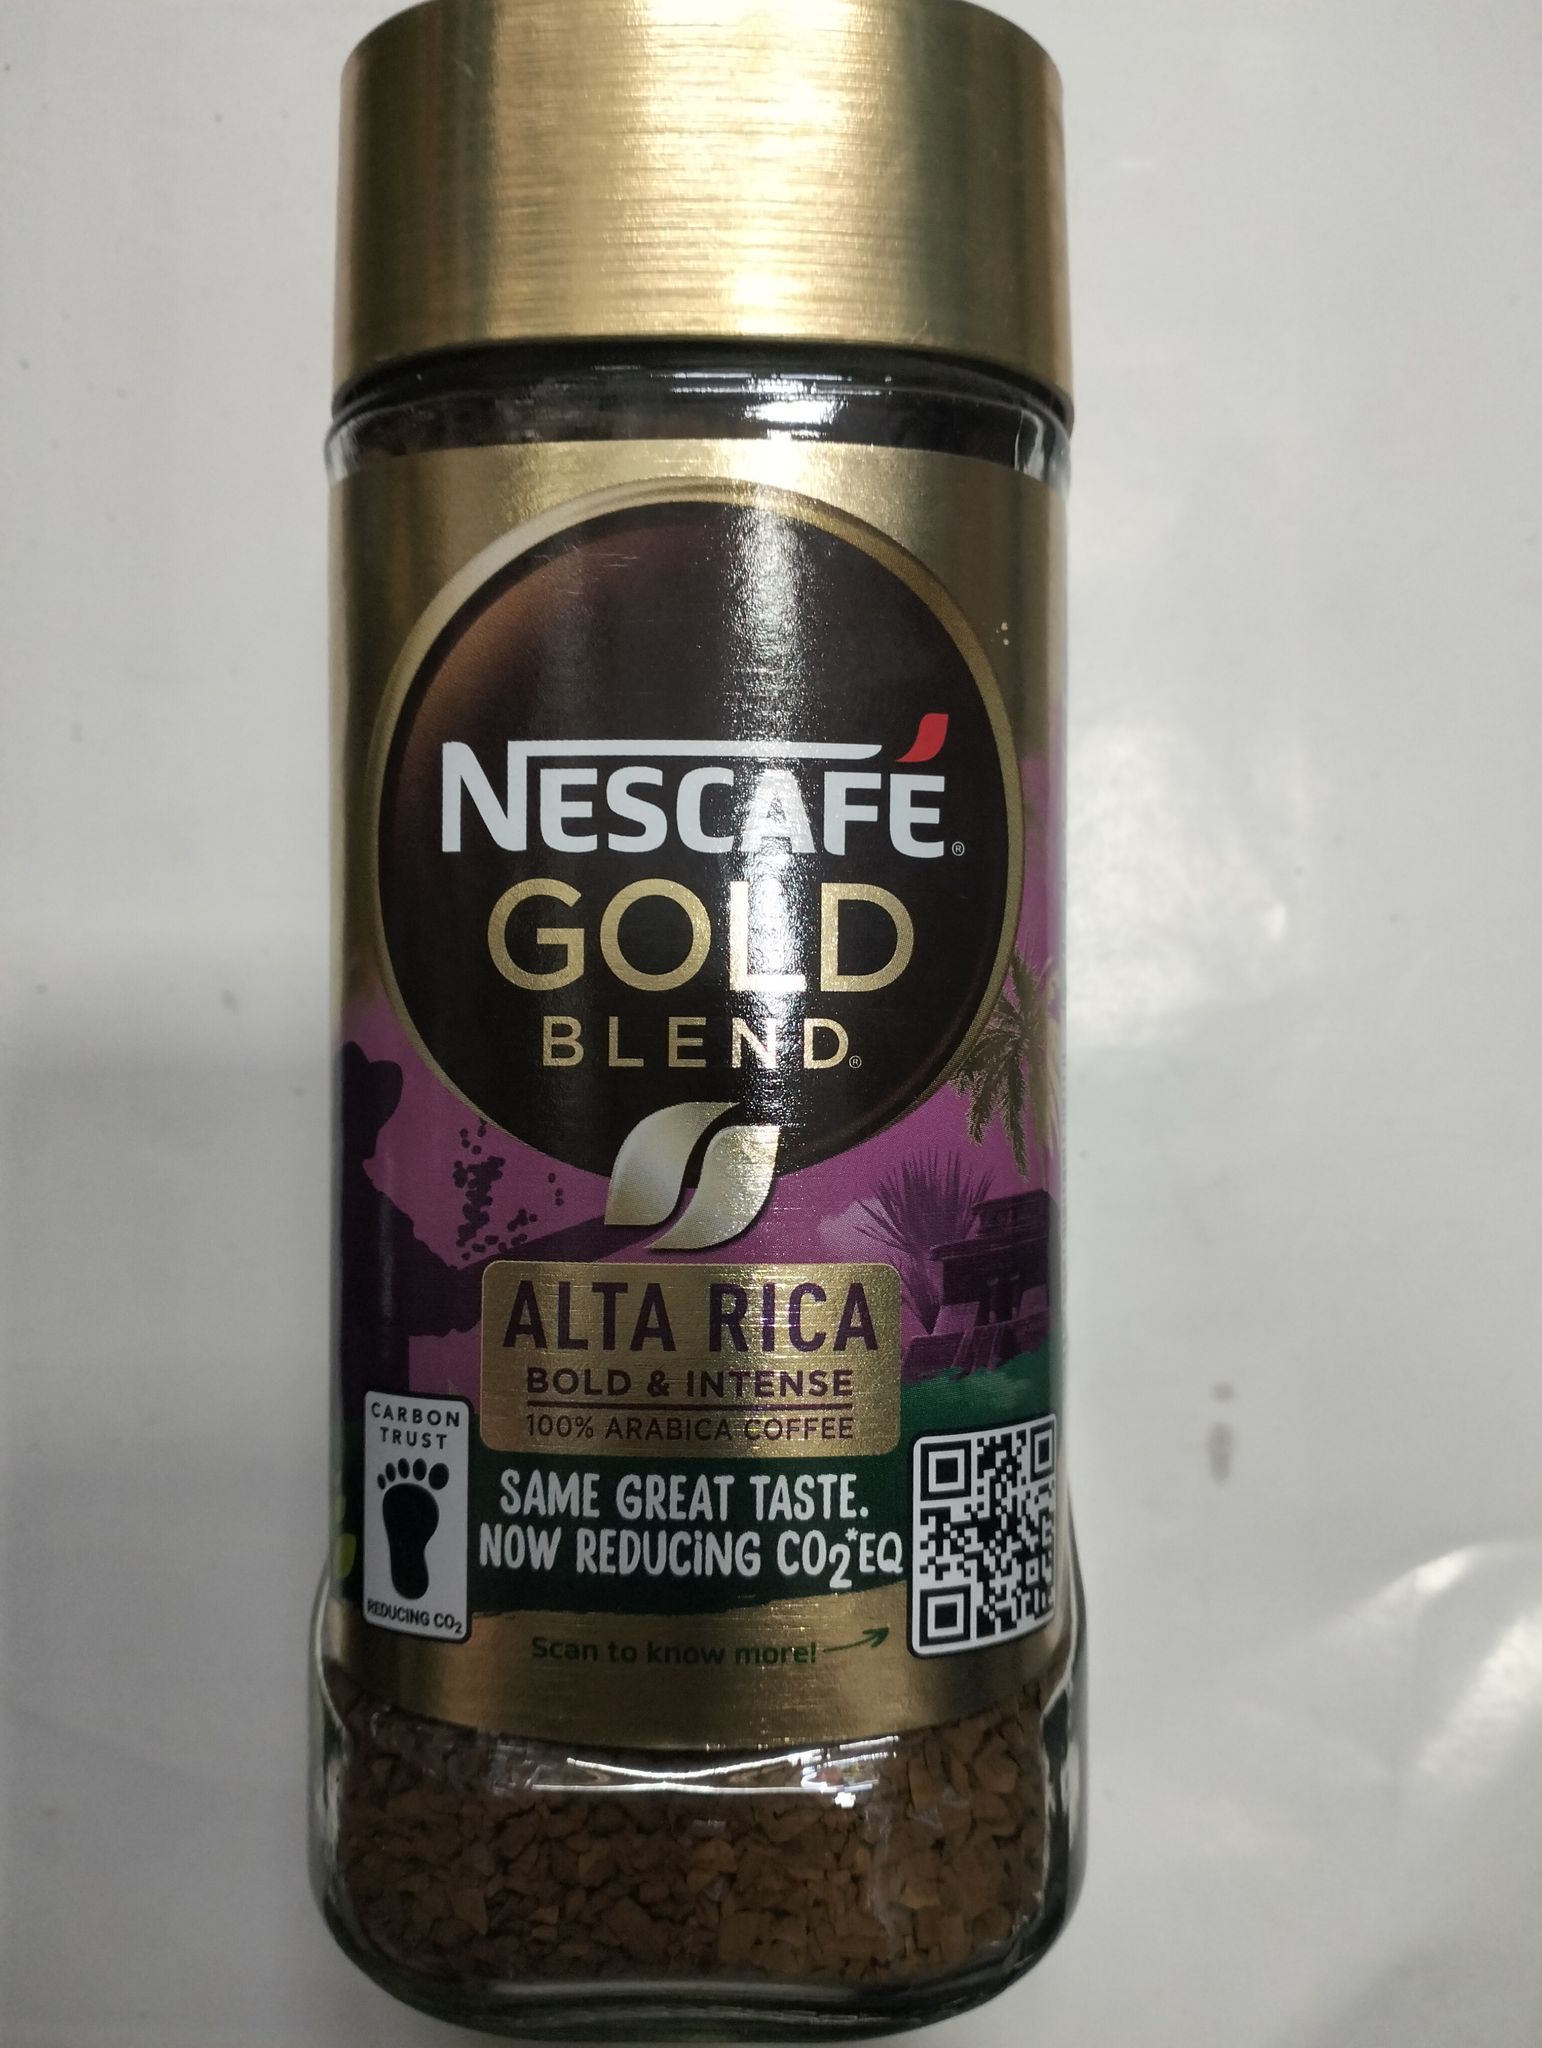 NESCAFÉ®
GOLD
BLEND®
ALTA RICA
BOLD & INTENSE
100% ARABICA COFFEE
CARBON
TRUST
REDUCING CO₂
SAME GREAT TASTE.
NOW REDUCING CO₂*EQ
Scan to know more!